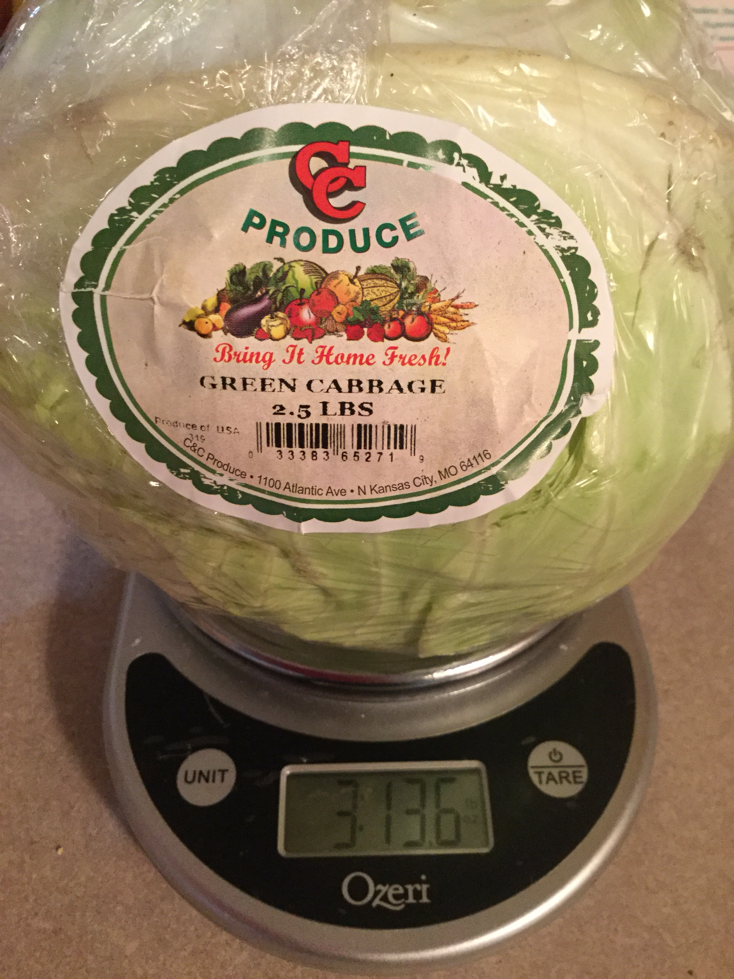 CC
PRODUCE
Bring It Home Fresh!
GREEN CABBAGE
2.5 LBS
Produce of USA
319
0 33383 65271 9
C&C Produce • 1100 Atlantic Ave • N Kansas City, MO 64116
UNIT
TARE
3:13.6
lb
oz
Ozeri